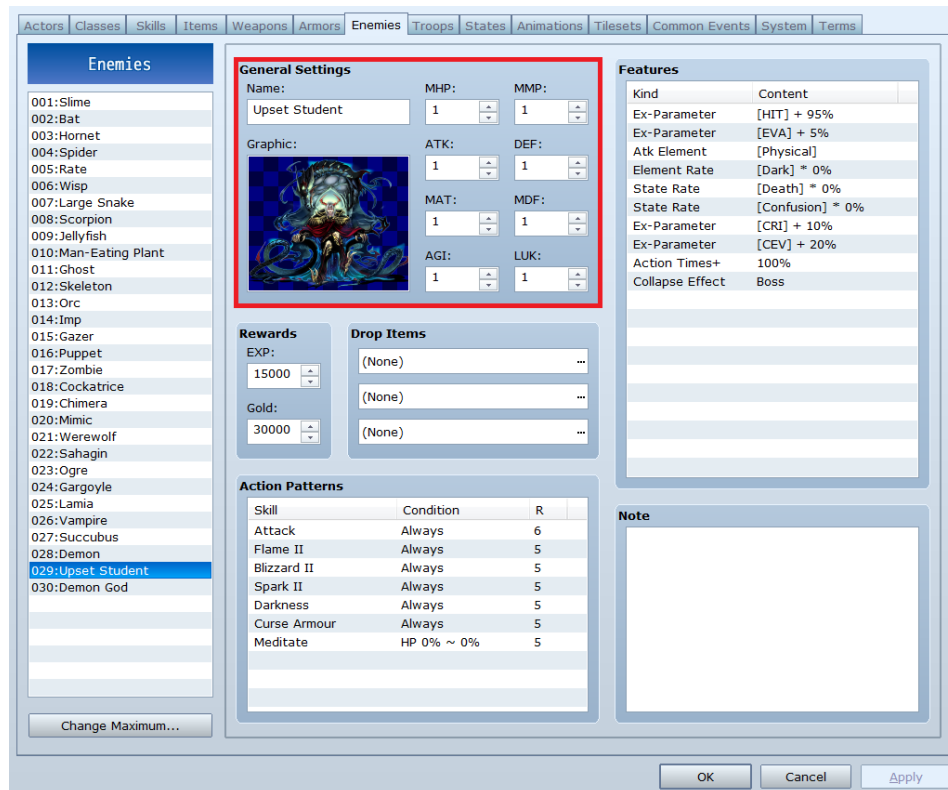 Actors Classes Skills Items Weapons Armors Enemies Troops States Animations Tilesets Common Events System Terms
Enemies
001:Slime
002:Bat
003:Hornet
004:Spider
005:Rate
006:Wisp
007:Large Snake
008:Scorpion
009:Jellyfish
010:Man-Eating Plant
011:Ghost
012:Skeleton
013:Orc
014:Imp
015:Gazer
016:Puppet
017:Zombie
018:Cockatrice
019:Chimera
020:Mimic
021:Werewolf
022:Sahagin
023:Ogre
024:Gargoyle
025:Lamia
026:Vampire
027:Succubus
028:Demon
029:Upset Student
030:Demon God
Change Maximum...
General Settings
Name: MHP: MMP:
Upset Student 1 1
Graphic: ATK: DEF:
1 1
MAT: MDF:
1 1
AGI: LUK:
1 1
Rewards
EXP:
15000
Gold:
30000
Drop Items
(None) ...
(None) ...
(None) ...
Action Patterns
Skill Condition R
Attack Always 6
Flame II Always 5
Blizzard II Always 5
Spark II Always 5
Darkness Always 5
Curse Armour Always 5
Meditate HP 0% ~ 0% 5
Features
Kind Content
Ex-Parameter [HIT] + 95%
Ex-Parameter [EVA] + 5%
Atk Element [Physical]
Element Rate [Dark] * 0%
State Rate [Death] * 0%
State Rate [Confusion] * 0%
Ex-Parameter [CRI] + 10%
Ex-Parameter [CEV] + 20%
Action Times+ 100%
Collapse Effect Boss
Note
OK Cancel Apply